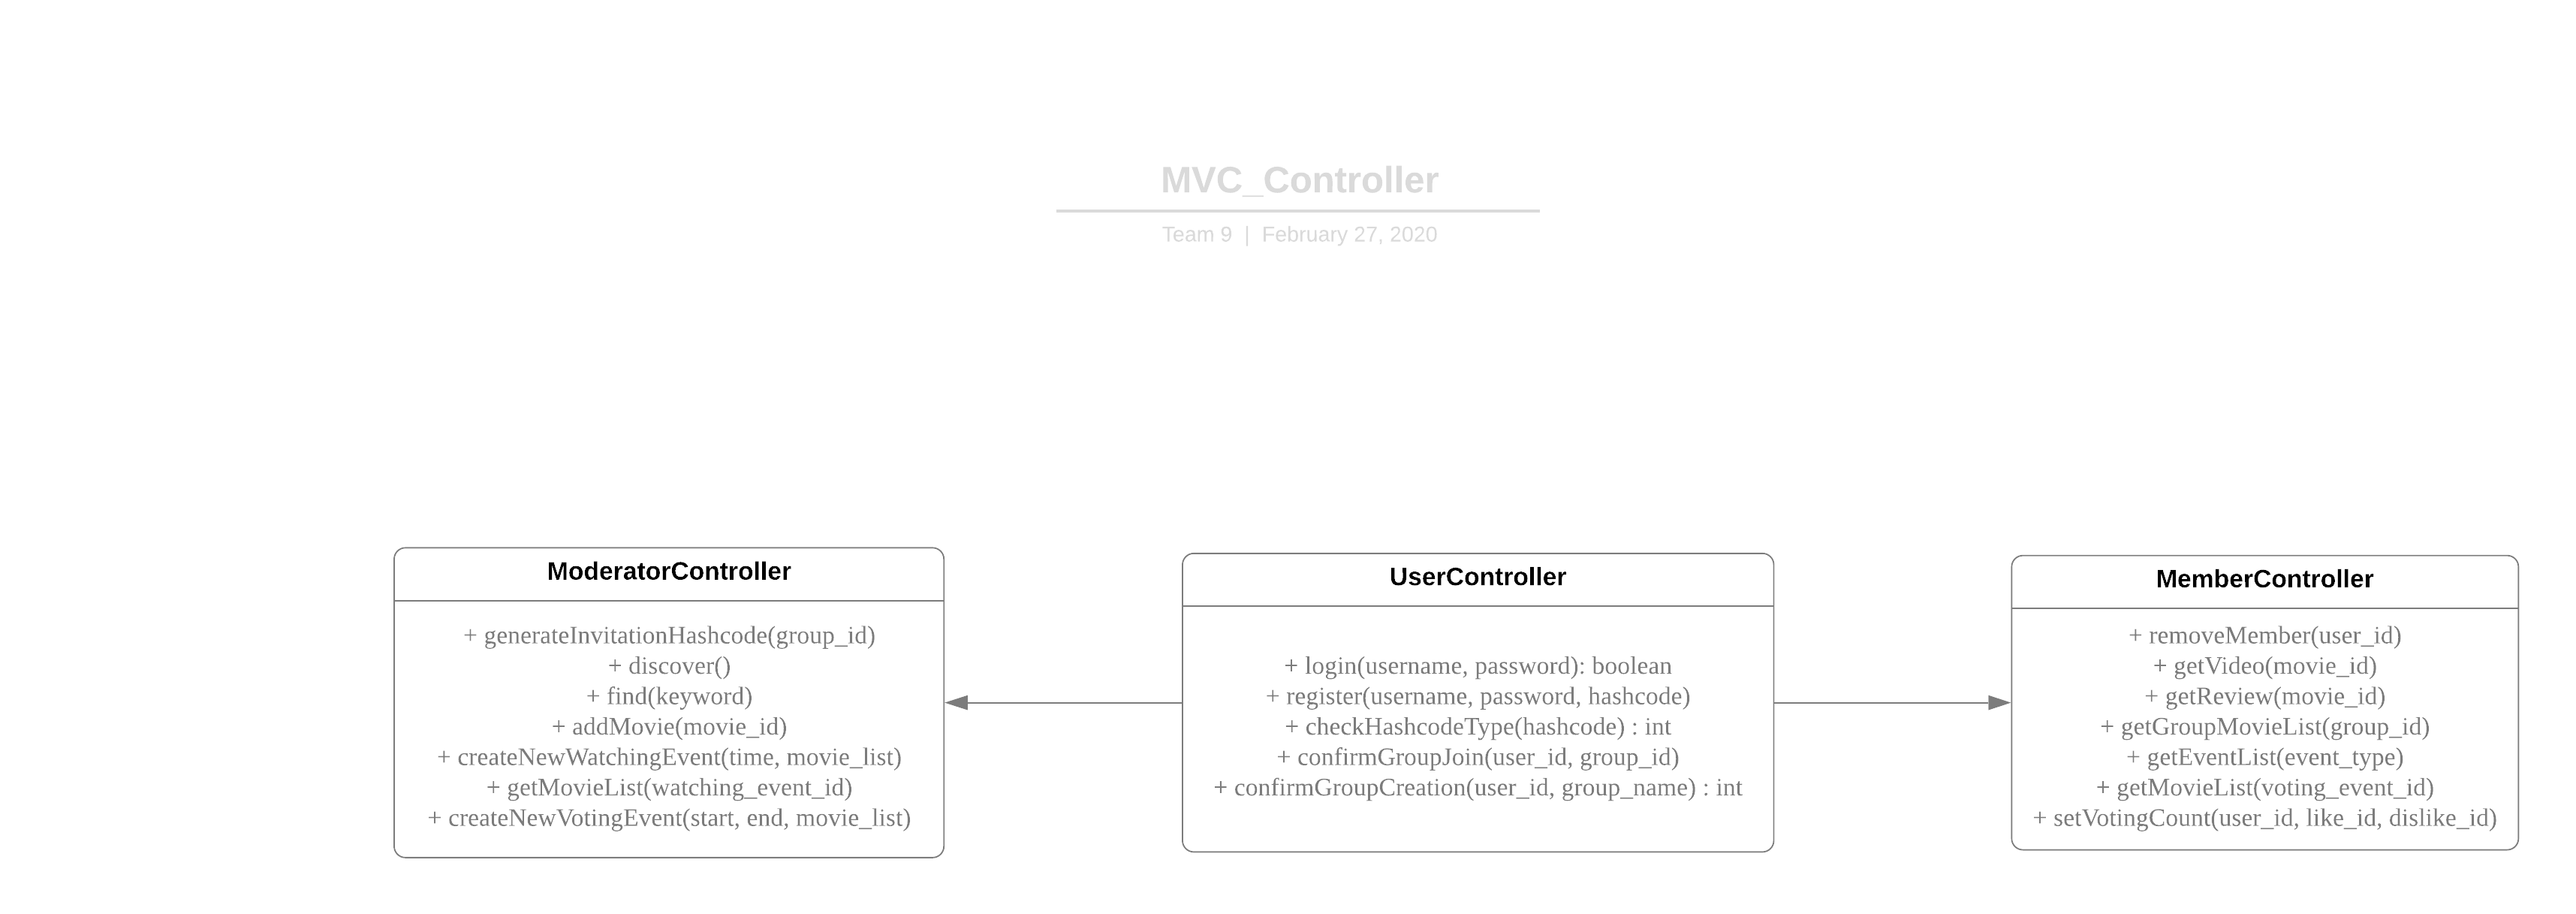 MVC_Controller
Team 9 | February 27, 2020
ModeratorController
+ generateInvitationHashcode(group_id)
+ discover()
+ find(keyword)
+ addMovie(movie_id)
+ createNewWatchingEvent(time, movie_list)
+ getMovieList(watching_event_id)
+ createNewVotingEvent(start, end, movie_list)
UserController
+ login(username, password): boolean
+ register(username, password, hashcode)
+ checkHashcodeType(hashcode) : int
+ confirmGroupJoin(user_id, group_id)
+ confirmGroupCreation(user_id, group_name) : int
MemberController
+ removeMember(user_id)
+ getVideo(movie_id)
+ getReview(movie_id)
+ getGroupMovieList(group_id)
+ getEventList(event_type)
+ getMovieList(voting_event_id)
+ setVotingCount(user_id, like_id, dislike_id)